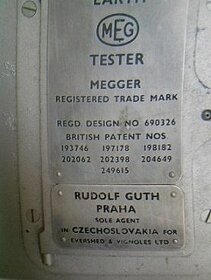 EARTH
MEG
TESTER
MEGGER
REGISTERED TRADE MARK
REGD. DESIGN NO 690326
BRITISH PATENT NOS
193746 197178 198182
202062 202398 204649
249615
RUDOLF GUTH
PRAHA
SOLE AGENT
IN CZECHOSLOVAKIA FOR
EVERSHED & VIGNOLES LTD